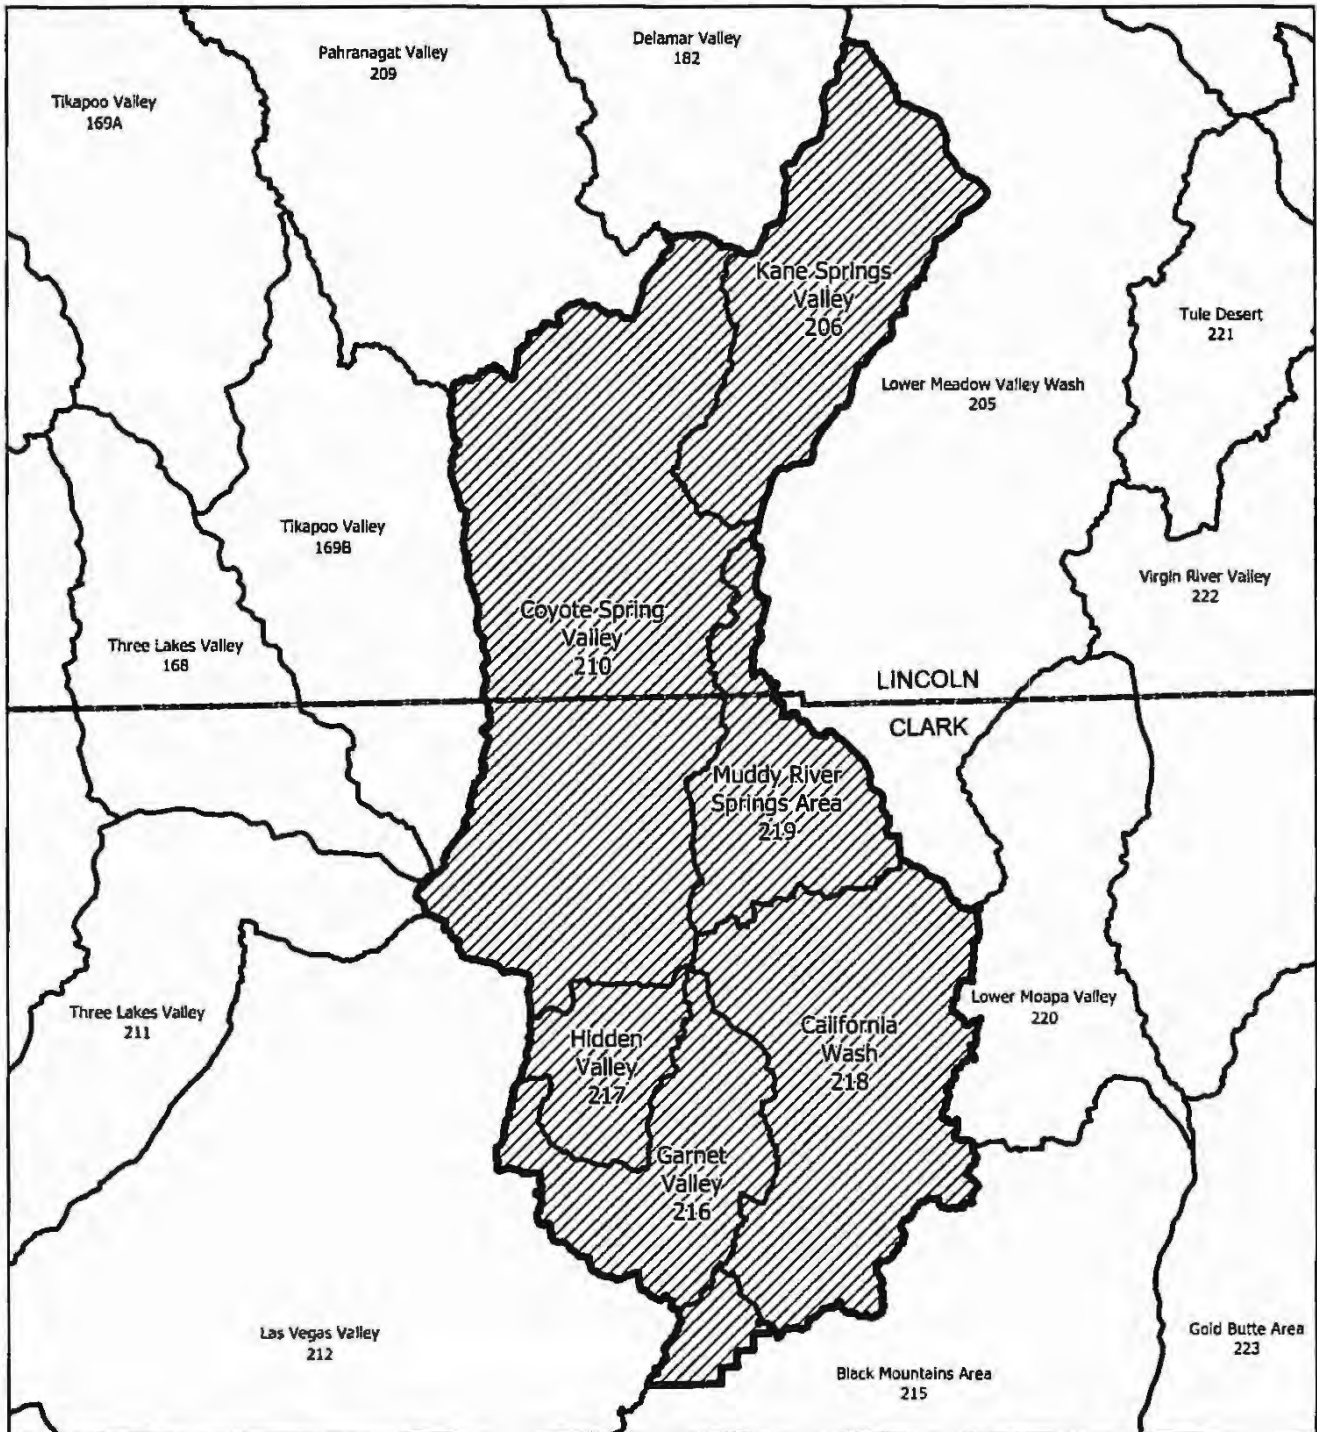 Delamar Valley
182
Pahranagat Valley
209
Tikapoo Valley
169A
Kane Springs
Valley
206
Tule Desert
221
Lower Meadow Valley Wash
205
Tikapoo Valley
169B
Virgin River Valley
222
Coyote Spring
Valley
210
Three Lakes Valley
168
LINCOLN
CLARK
Muddy River
Springs Area
219
Lower Moapa Valley
220
Three Lakes Valley
211
California
Wash
218
Hidden
Valley
217
Garnet
Valley
216
Las Vegas Valley
212
Gold Butte Area
223
Black Mountains Area
215